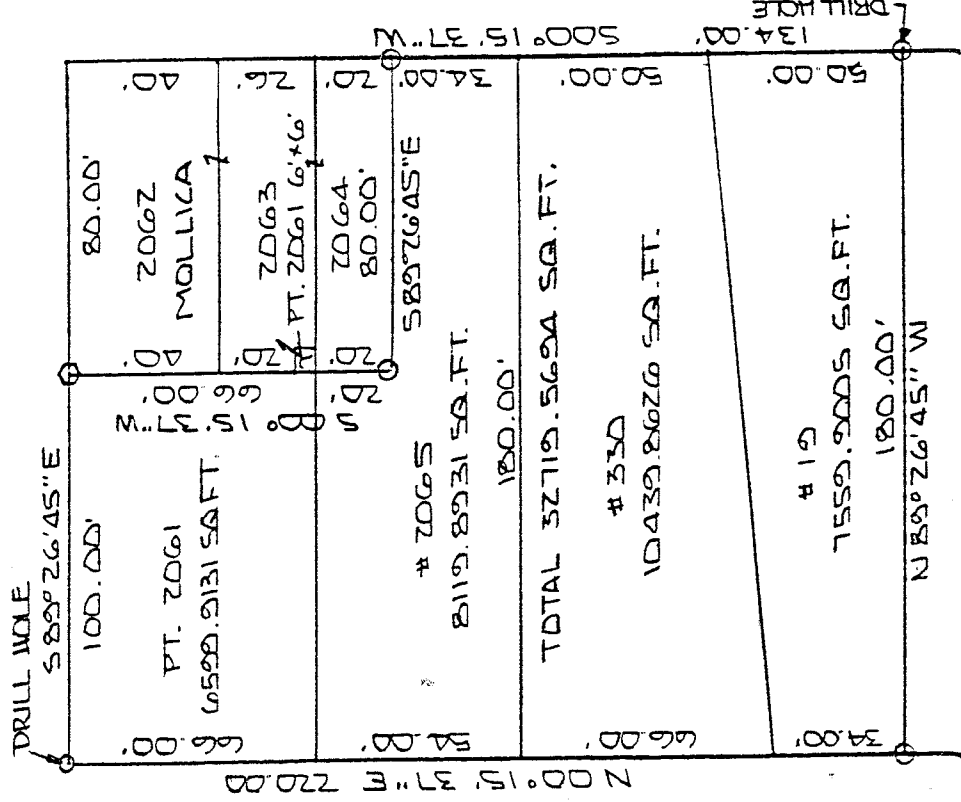 DRILL HOLE
S 89° 26' 45" E
100.00'
80.00'
PT. 2061
6599.9131 SQ FT.
66.00'
S 00° 15' 37" W
66.00'
2062
MOLLICA
40'
40'
2063
PT. 2061 6'×6'
20'
26'
2064
80.00'
20'
20'
20'
S 89° 26' 45" E
# 2065
8119.8931 SQ. FT.
180.00'
54.00'
34.00'
TOTAL 32719.5694 SQ. FT.
# 330
10439.8626 SQ. FT.
66.00'
50.00'
# 19
7559.9005 SQ. FT.
180.00'
34.00'
50.00'
N 89° 26' 45" W
N 00° 15' 37" E 220.00
S 00° 15' 37" W
134.00'
DRILL HOLE